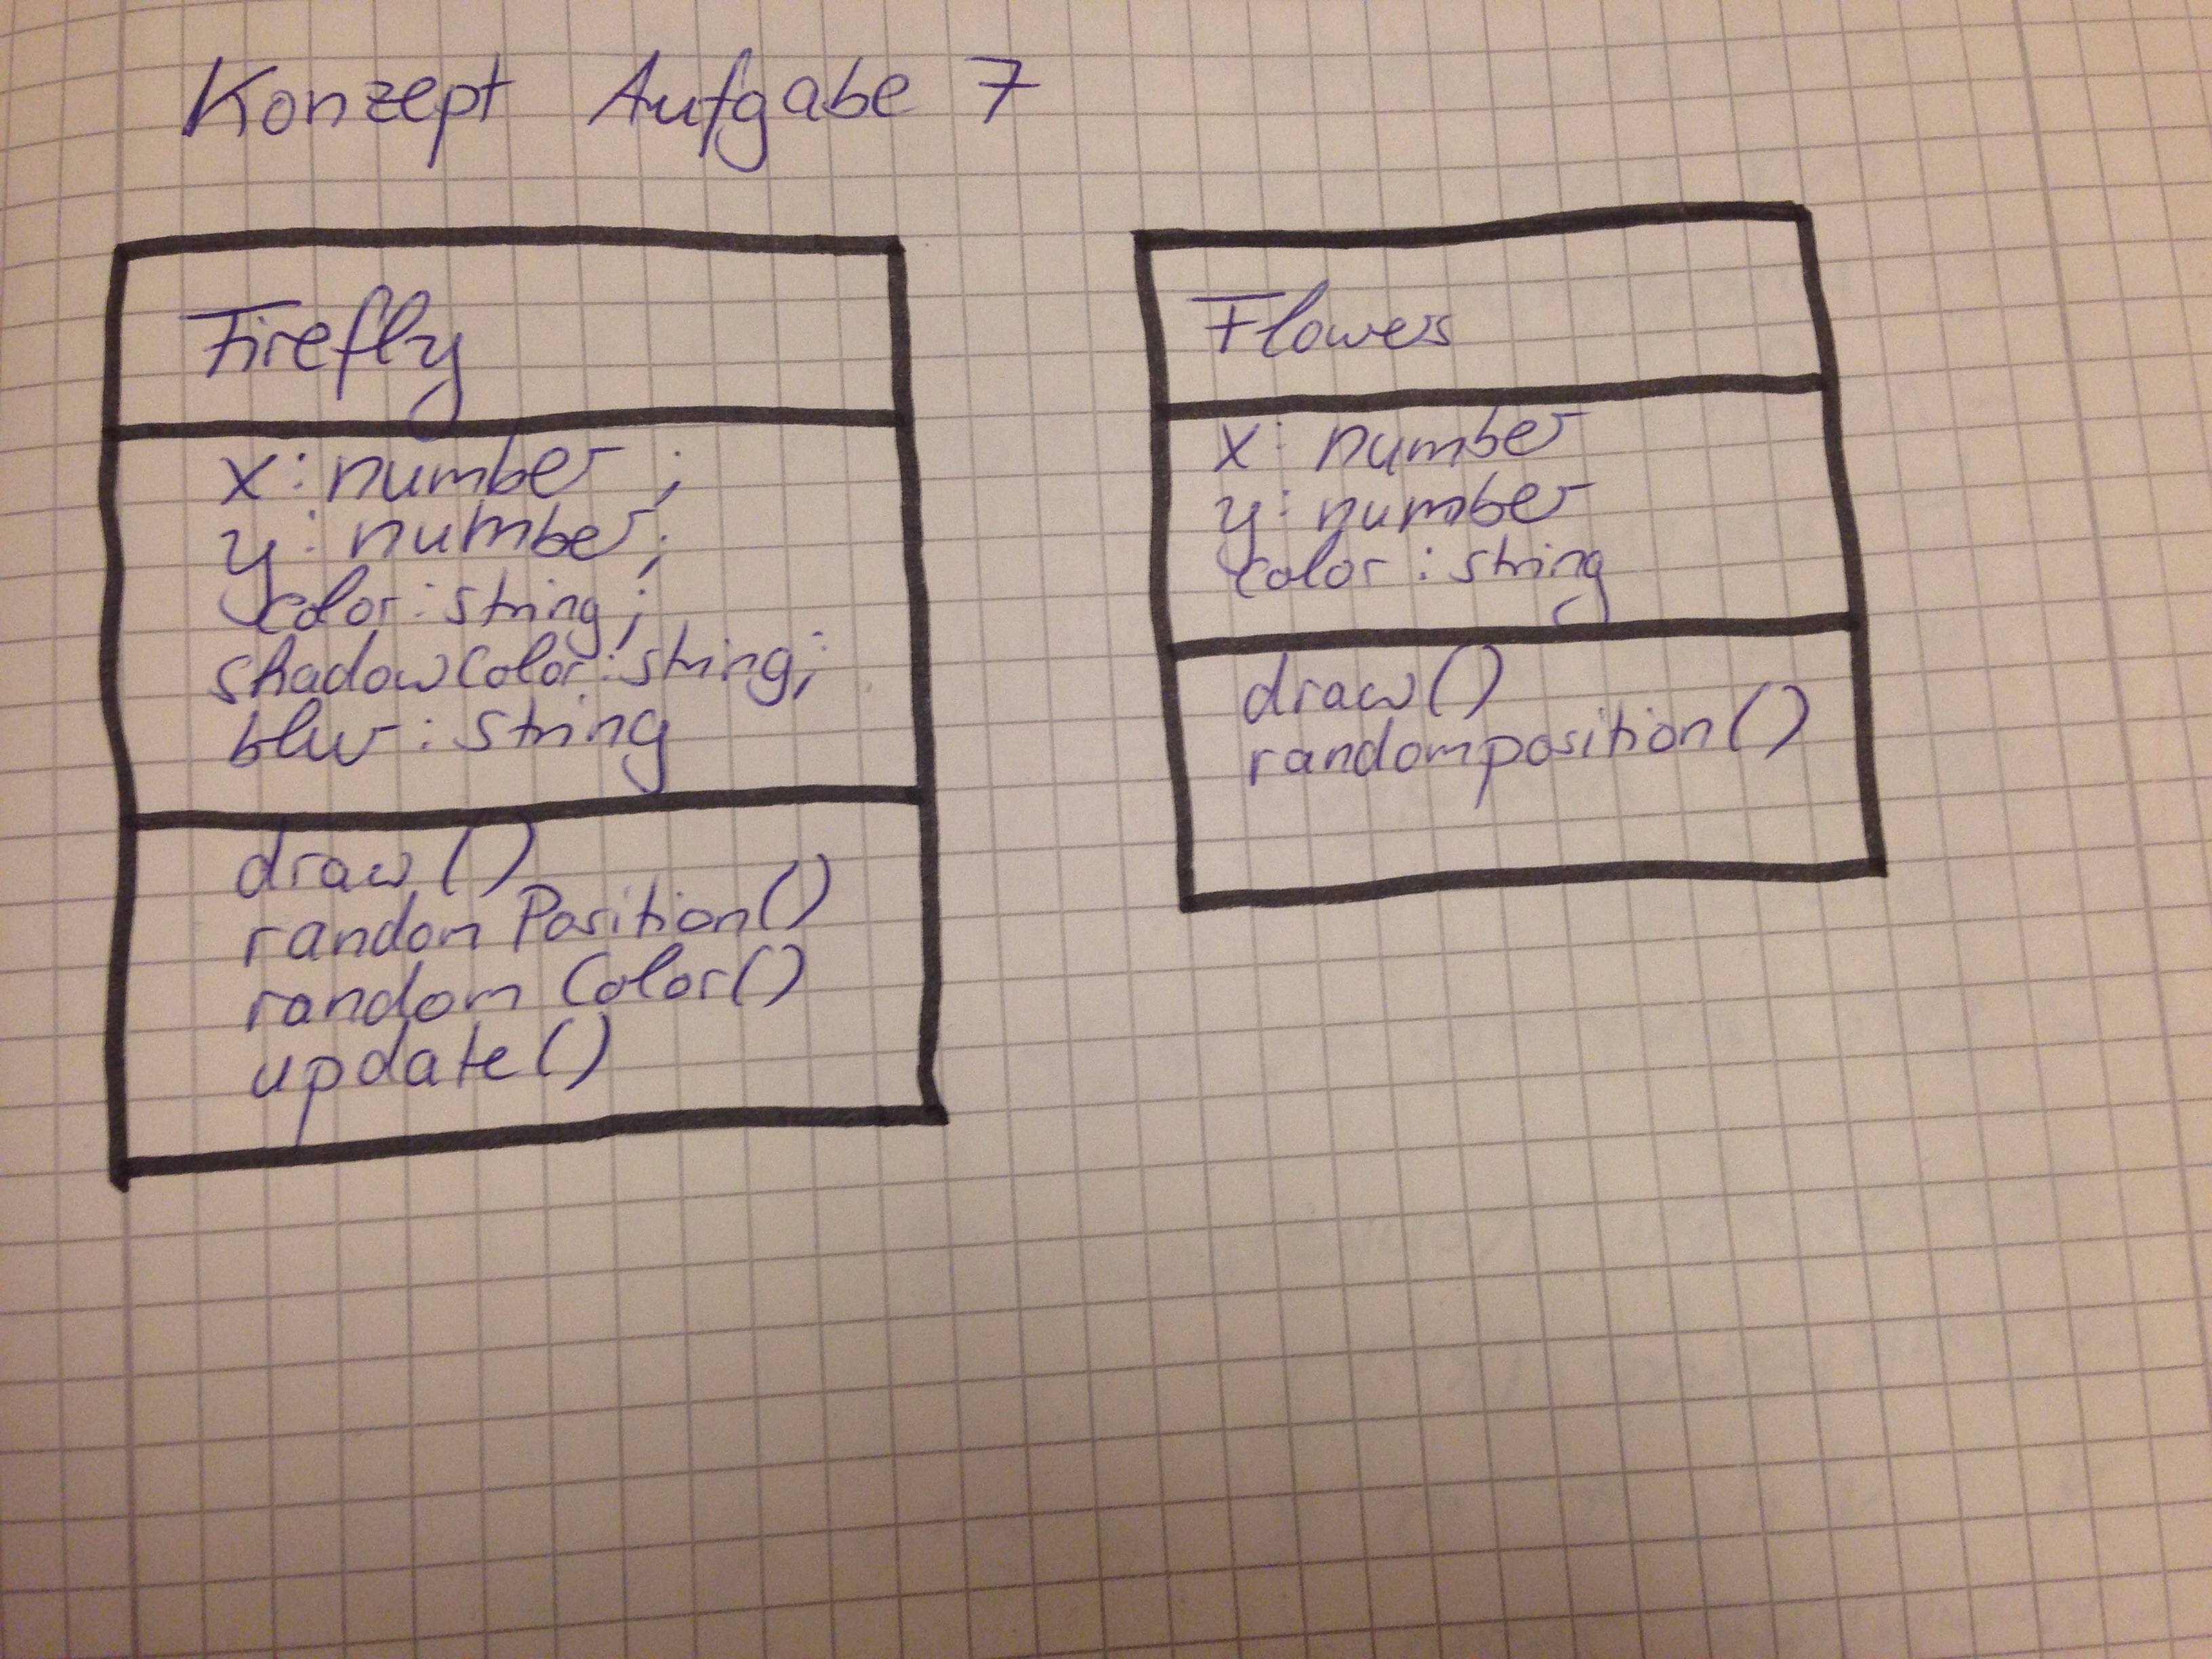 Konzept Aufgabe 7
Firefly
x: number ;
y: number;
color: string;
shadowColor: string;
blur: string
draw()
random Position()
random Color()
update()
Flowers
x: number
y: number
color: string
draw()
randomposition()